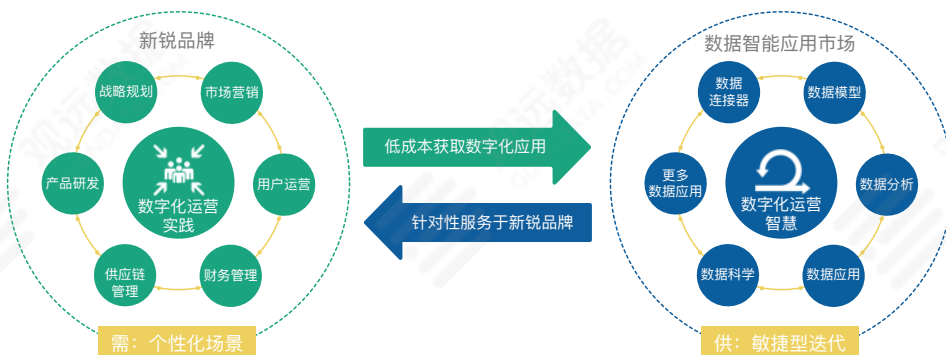 新锐品牌
战略规划
市场营销
产品研发
数字化运营
实践
用户运营
供应链
管理
财务管理
需：个性化场景
低成本获取数字化应用
针对性服务于新锐品牌
数据智能应用市场
数据
连接器
数据模型
更多
数据应用
数字化运营
智慧
数据分析
数据科学
数据应用
供：敏捷型迭代
观远数据